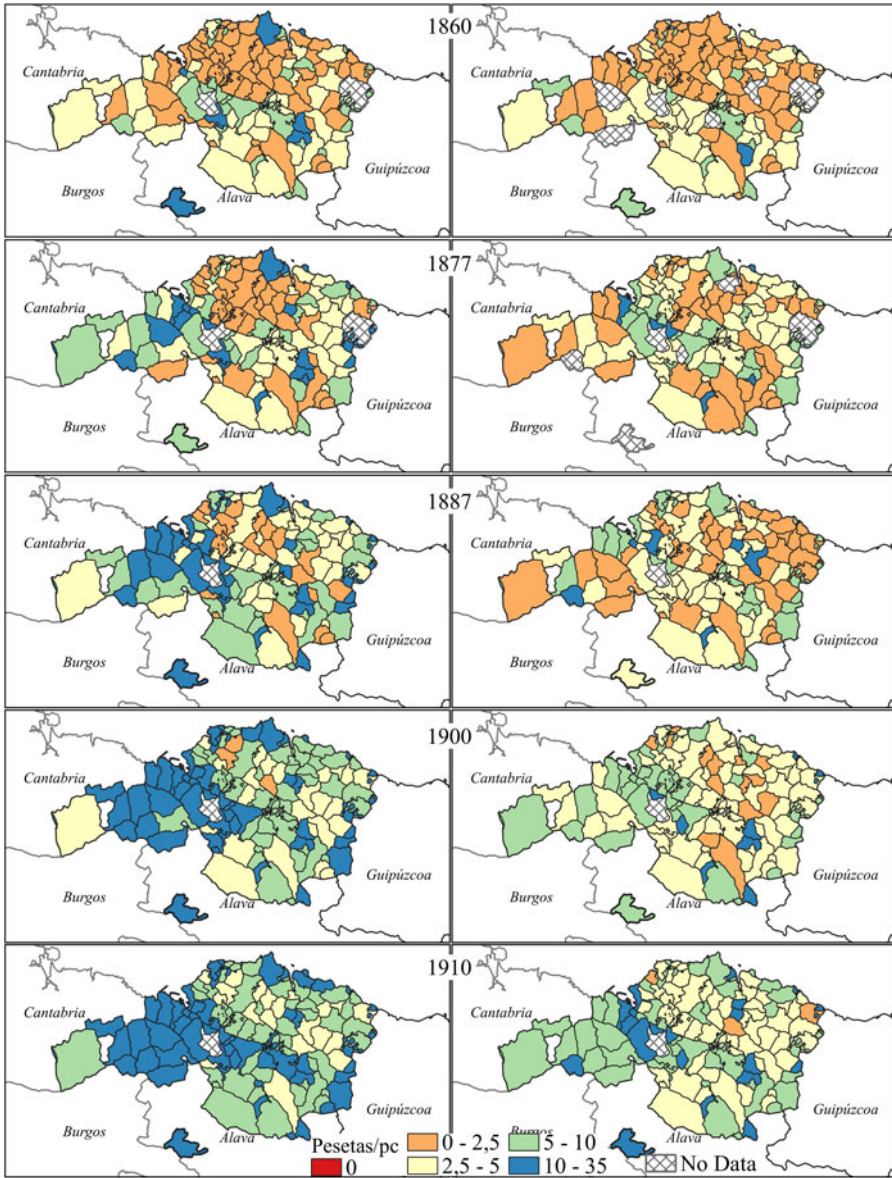 1860
Cantabria
Burgos
Álava
Guipúzcoa
Cantabria
Burgos
Álava
Guipúzcoa
1877
Cantabria
Burgos
Álava
Guipúzcoa
Cantabria
Burgos
Álava
Guipúzcoa
1887
Cantabria
Burgos
Álava
Guipúzcoa
Cantabria
Burgos
Álava
Guipúzcoa
1900
Cantabria
Burgos
Álava
Guipúzcoa
Cantabria
Burgos
Álava
Guipúzcoa
1910
Cantabria
Burgos
Álava
Guipúzcoa
Cantabria
Burgos
Álava
Guipúzcoa
Pesetas/pc
0
0 - 2,5
2,5 - 5
5 - 10
10 - 35
No Data